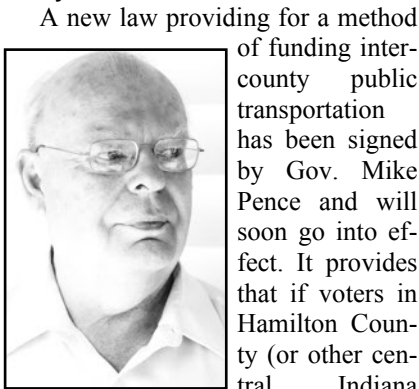 A new law providing for a method
of funding inter-
county public
transportation
has been signed
by Gov. Mike
Pence and will
soon go into ef-
fect. It provides
that if voters in
Hamilton Coun-
ty (or other cen-
tral Indiana